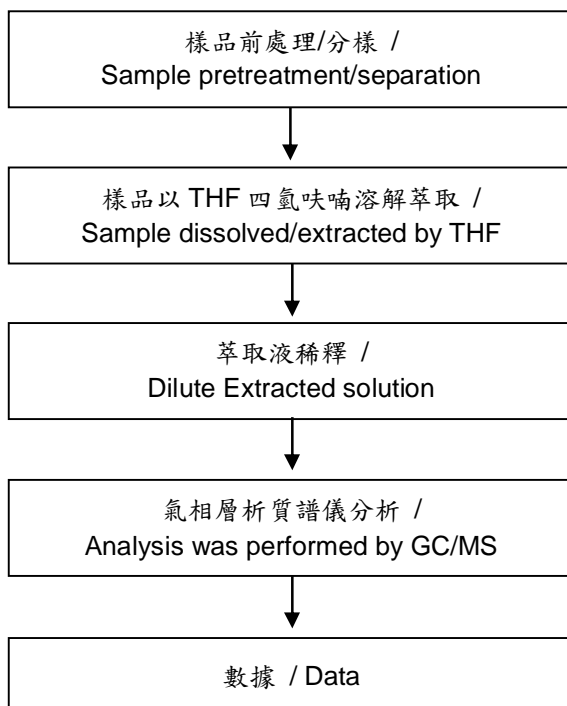 樣品前處理/分樣 /
Sample pretreatment/separation
樣品以 THF 四氫呋喃溶解萃取 /
Sample dissolved/extracted by THF
萃取液稀釋 /
Dilute Extracted solution
氣相層析質譜儀分析 /
Analysis was performed by GC/MS
數據 / Data